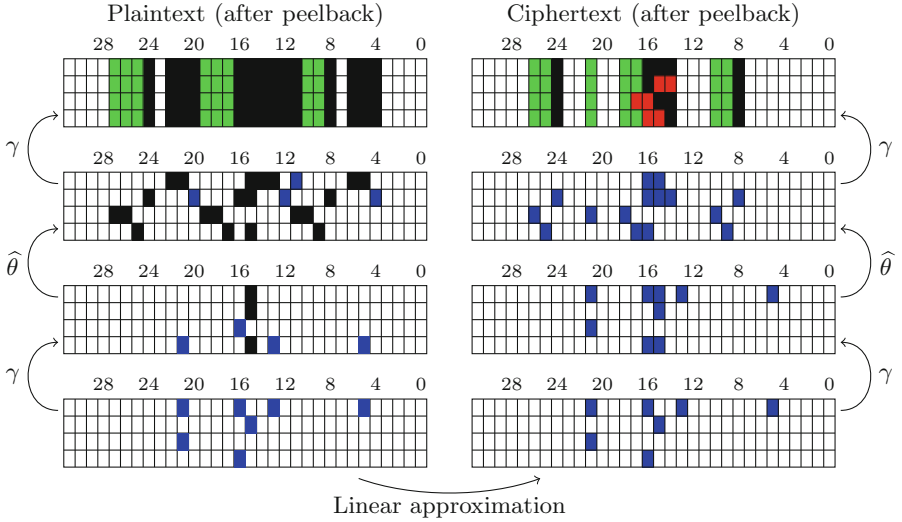 Plaintext (after peelback) Ciphertext (after peelback)
28 24 20 16 12 8 4 0 28 24 20 16 12 8 4 0
γ γ
28 24 20 16 12 8 4 0 28 24 20 16 12 8 4 0
θ̂ θ̂
28 24 20 16 12 8 4 0 28 24 20 16 12 8 4 0
γ γ
28 24 20 16 12 8 4 0 28 24 20 16 12 8 4 0
Linear approximation